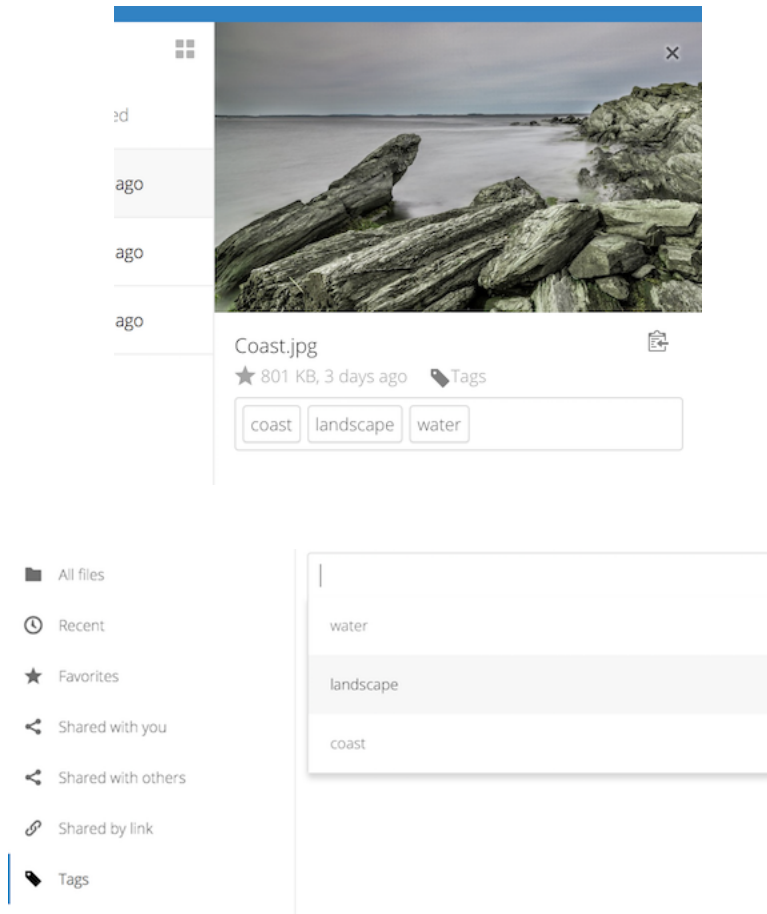 ed
ago
ago
ago
Coast.jpg
801 KB, 3 days ago Tags
coast landscape water
All files
Recent
Favorites
Shared with you
Shared with others
Shared by link
Tags
water
landscape
coast